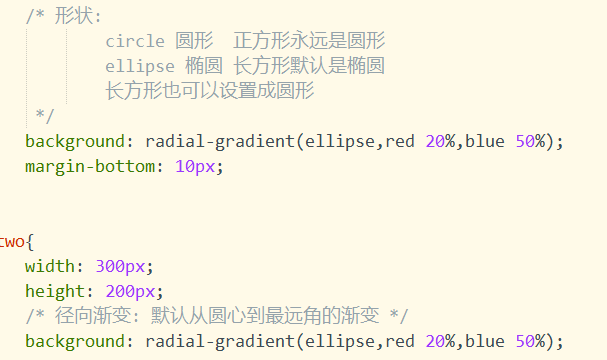 /* 形状:
circle 圆形  正方形永远是圆形
ellipse 椭圆 长方形默认是椭圆
长方形也可以设置成圆形
*/
background: radial-gradient(ellipse,red 20%,blue 50%);
margin-bottom: 10px;
two{
width: 300px;
height: 200px;
/* 径向渐变: 默认从圆心到最远角的渐变 */
background: radial-gradient(ellipse,red 20%,blue 50%);